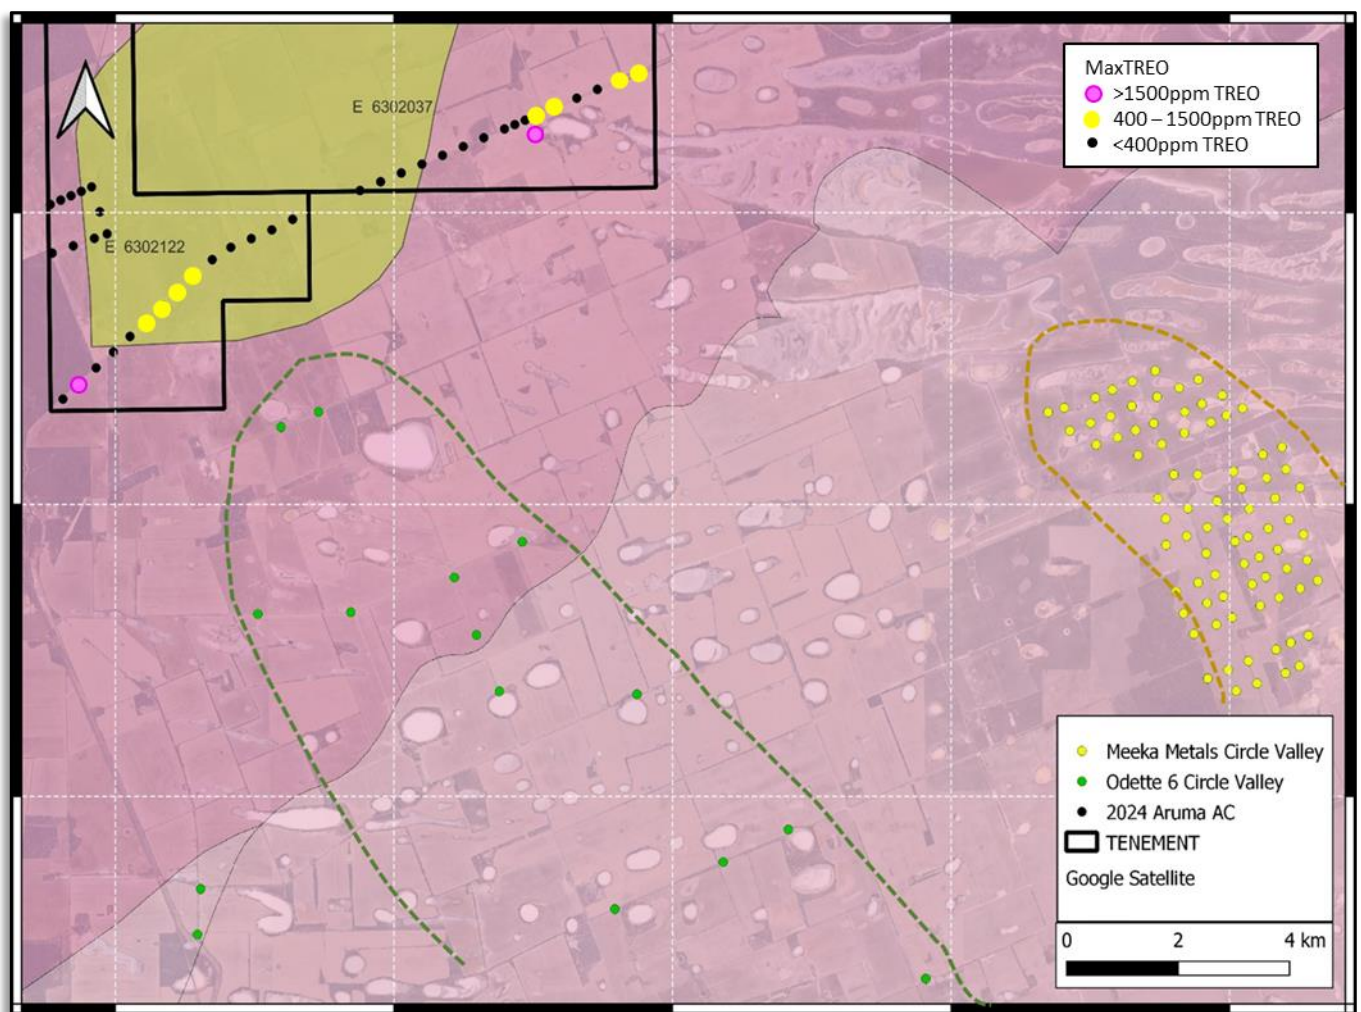 MaxTREO
>1500ppm TREO
400 – 1500ppm TREO
<400ppm TREO
E 6302037
E 6302122
Meeka Metals Circle Valley
Odette 6 Circle Valley
2024 Aruma AC
TENEMENT
Google Satellite
0 2 4 km